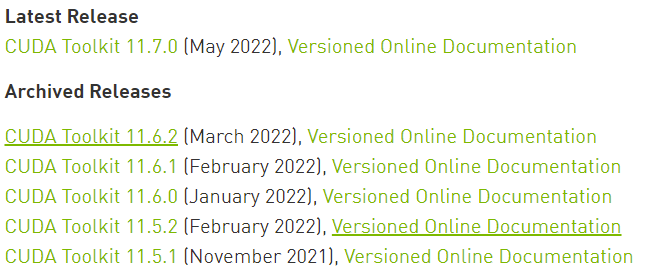 Latest Release
CUDA Toolkit 11.7.0 (May 2022), Versioned Online Documentation
Archived Releases
CUDA Toolkit 11.6.2 (March 2022), Versioned Online Documentation
CUDA Toolkit 11.6.1 (February 2022), Versioned Online Documentation
CUDA Toolkit 11.6.0 (January 2022), Versioned Online Documentation
CUDA Toolkit 11.5.2 (February 2022), Versioned Online Documentation
CUDA Toolkit 11.5.1 (November 2021), Versioned Online Documentation